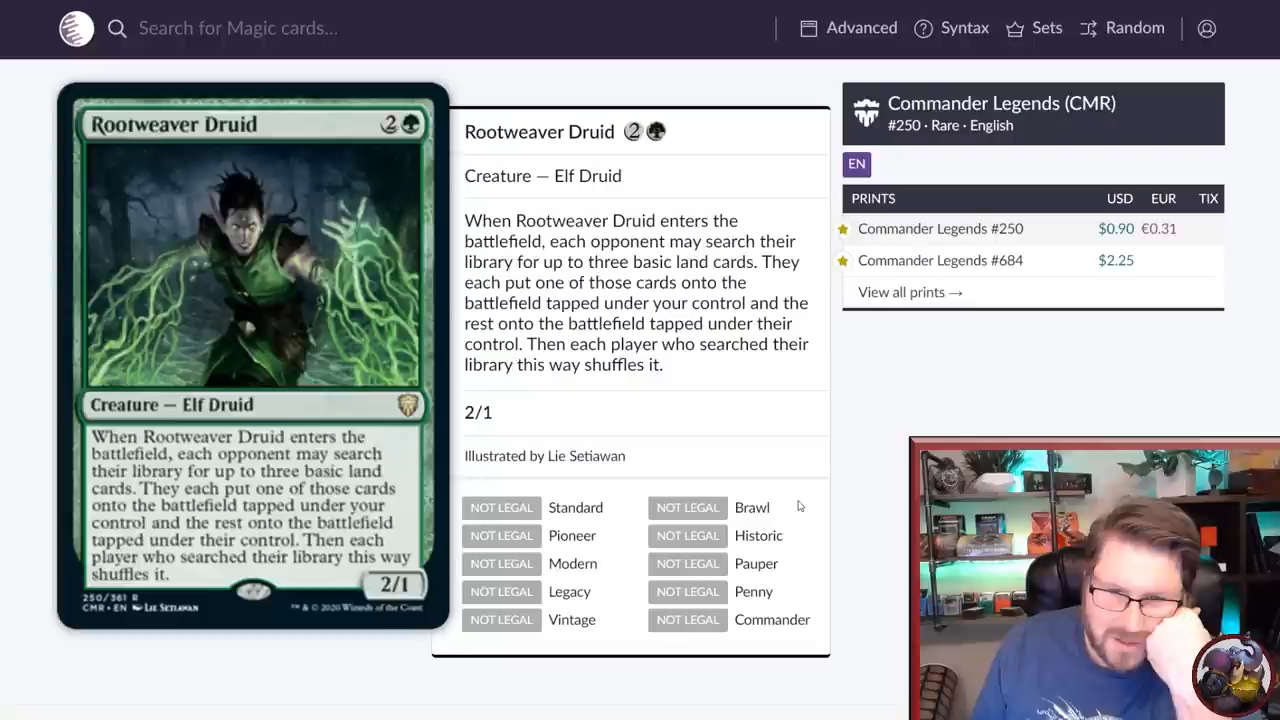 Search for Magic cards...
Advanced
Syntax
Sets
Random
Rootweaver Druid 2
Creature — Elf Druid
When Rootweaver Druid enters the
battlefield, each opponent may search
their library for up to three basic land
cards. They each put one of those cards
onto the battlefield tapped under your
control and the rest onto the battlefield
tapped under their control. Then each
player who searched their library this way
shuffles it.
2/1
250/361 R
CMR • EN Lie Setiawan
™ & © 2020 Wizards of the Coast
Rootweaver Druid 2
Creature — Elf Druid
When Rootweaver Druid enters the
battlefield, each opponent may search their
library for up to three basic land cards. They
each put one of those cards onto the
battlefield tapped under your control and the
rest onto the battlefield tapped under their
control. Then each player who searched their
library this way shuffles it.
2/1
Illustrated by Lie Setiawan
NOT LEGAL Standard NOT LEGAL Brawl
NOT LEGAL Pioneer NOT LEGAL Historic
NOT LEGAL Modern NOT LEGAL Pauper
NOT LEGAL Legacy NOT LEGAL Penny
NOT LEGAL Vintage NOT LEGAL Commander
Commander Legends (CMR)
#250 · Rare · English
EN
PRINTS USD EUR TIX
Commander Legends #250 $0.90 €0.31
Commander Legends #684 $2.25
View all prints →